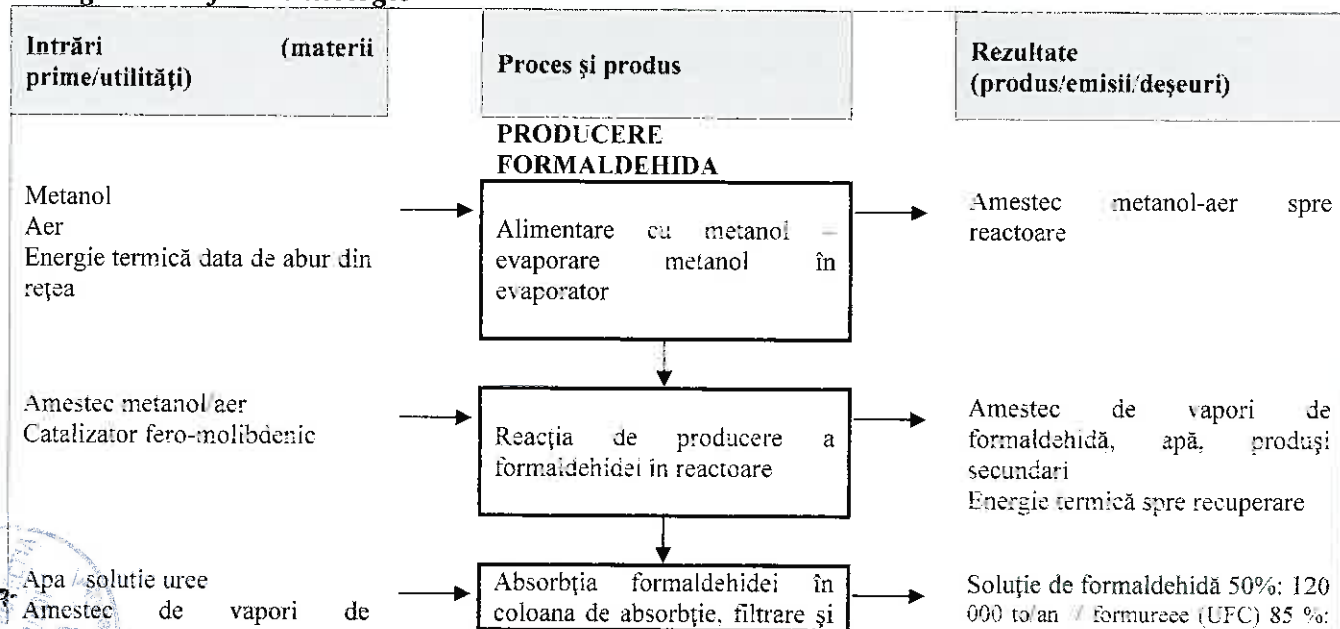 Intrări (materii
prime/utilităţi)
Proces şi produs
Rezultate
(produs/emisii/deşeuri)
PRODUCERE
FORMALDEHIDA
Metanol
Aer
Energie termică data de abur din
reţea
Alimentare cu metanol –
evaporare metanol în
evaporator
Amestec metanol-aer spre
reactoare
Amestec metanol/aer
Catalizator fero-molibdenic
Reacţia de producere a
formaldehidei în reactoare
Amestec de vapori de
formaldehidă, apă, produşi
secundari
Energie termică spre recuperare
Apa / solutie uree
Amestec de vapori de
Absorbţia formaldehidei în
coloana de absorbţie, filtrare şi
Soluţie de formaldehidă 50%: 120
000 to/an / formureee (UFC) 85 %: